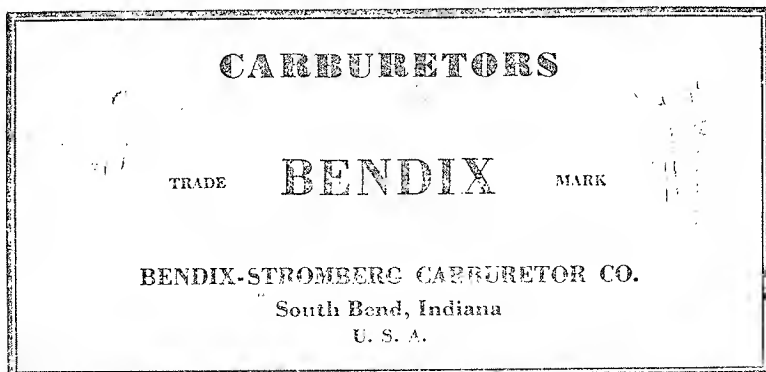 CARBURETORS
TRADE BENDIX MARK
BENDIX-STROMBERG CARBURETOR CO.
South Bend, Indiana
U. S. A.